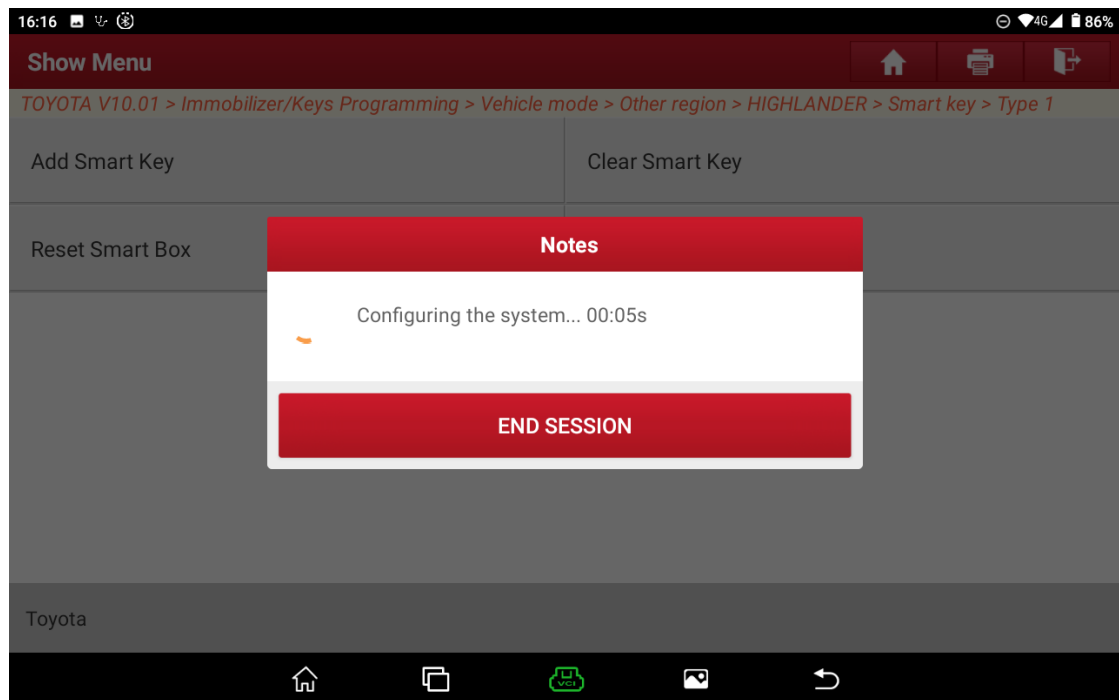 16:16 4G 86%
Show Menu
TOYOTA V10.01 > Immobilizer/Keys Programming > Vehicle mode > Other region > HIGHLANDER > Smart key > Type 1
Add Smart Key Clear Smart Key
Reset Smart Box
Notes
Configuring the system... 00:05s
END SESSION
Toyota
VCI